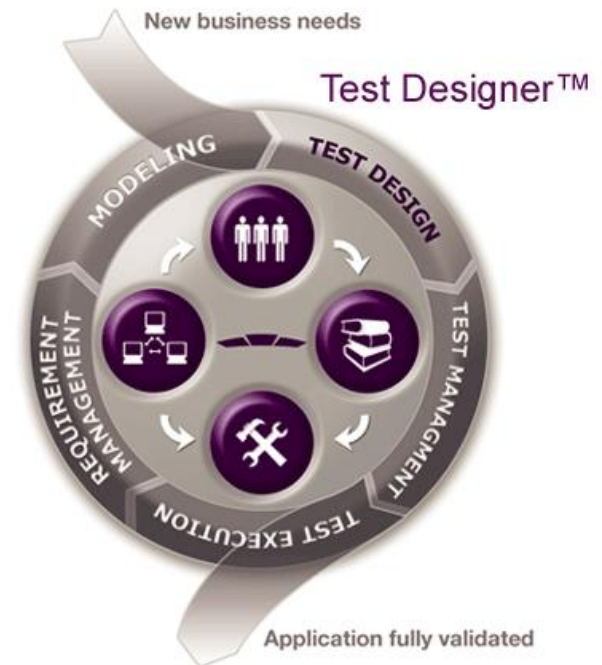 New business needs
Test Designer™
MODELING
TEST DESIGN
TEST MANAGMENT
TEST EXECUTION
REQUIREMENT
MANAGEMENT
Application fully validated